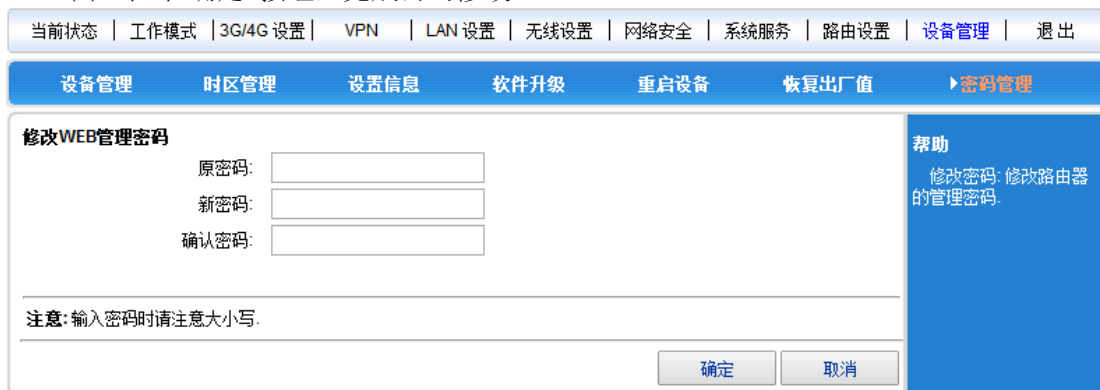 当前状态 | 工作模式 | 3G/4G 设置 | VPN | LAN 设置 | 无线设置 | 网络安全 | 系统服务 | 路由设置 | 设备管理 | 退出
设备管理 时区管理 设置信息 软件升级 重启设备 恢复出厂值 密码管理
修改WEB管理密码
原密码:
新密码:
确认密码:
注意:输入密码时请注意大小写.
确定 取消
帮助
修改密码: 修改路由器
的管理密码.